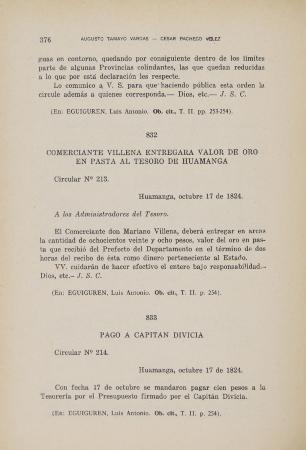 376 AUGUSTO TAMAYO VARGAS — CESAR PACHECO VELEZ
guas en contorno, quedando por consiguiente dentro de los límites
parte de algunas Provincias colindantes, las que quedan reducidas
a lo que por está declaración les respecte.
Lo comunico a V. S. para que haciendo pública esta orden la
circule además a quienes corresponda.— Dios, etc.— J. S. C.
(En: EGUIGUREN, Luis Antonio. Ob. cit., T. II. pp. 253-254).
832
COMERCIANTE VILLENA ENTREGARA VALOR DE ORO
EN PASTA AL TESORO DE HUAMANGA
Circular Nº 213.
Huamanga, octubre 17 de 1824.
A los Administradores del Tesoro.
El Comerciante don Mariano Villena, deberá entregar en arcas
la cantidad de ochocientos veinte y ocho pesos, valor del oro en pas-
ta que recibió del Prefecto del Departamento en el término de dos
horas del recibo de ésta como dinero perteneciente al Estado.
VV. cuidarán de hacer efectivo el entero bajo responsabilidad.—
Dios, etc.- J. S. C.
(En: EGUIGUREN, Luis Antonio. Ob. cit., T. II, p. 254).
833
PAGO A CAPITAN DIVICIA
Circular Nº 214.
Huamanga, octubre 17 de 1824.
Con fecha 17 de octubre se mandaron pagar cien pesos a la
Tesorería por el Presupuesto firmado por el Capitán Divicia.
(En: EGUIGUREN, Luis Antonio. Ob. cit., T. II, p. 254).